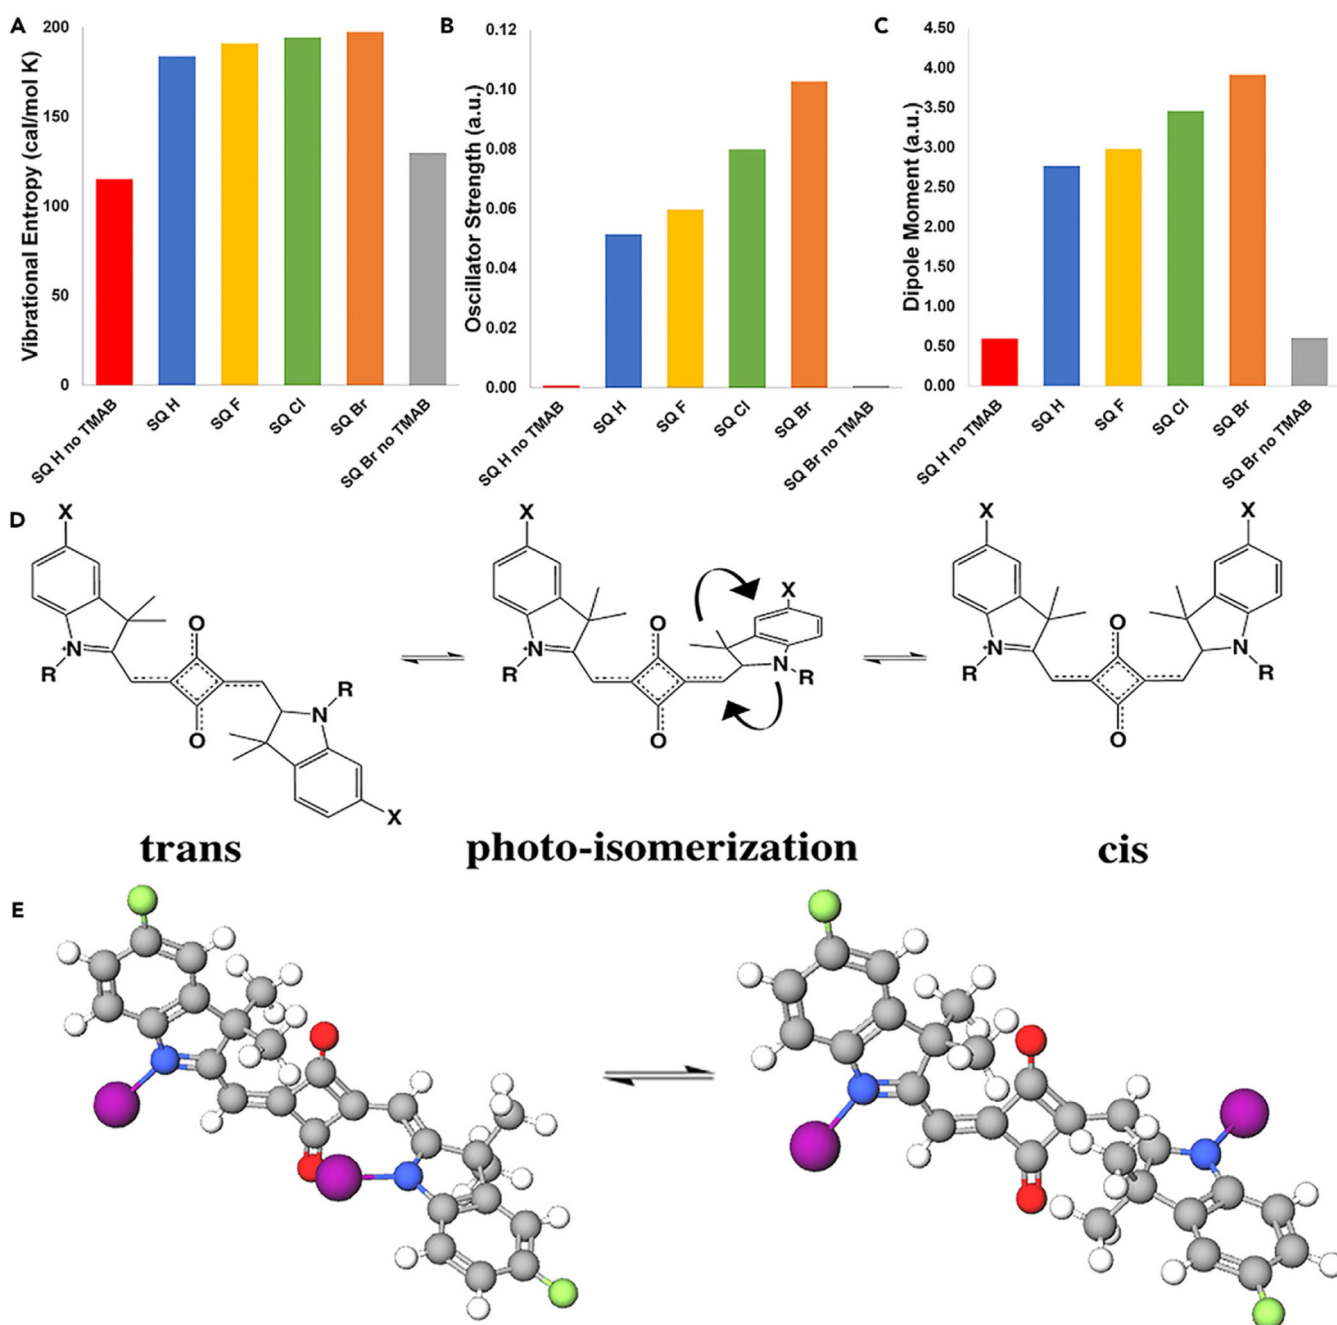 A
Vibrational Entropy (cal/mol K)
200
150
100
50
0
SQ H no TMAB
SQ H
SQ F
SQ Cl
SQ Br
SQ Br no TMAB
B
Oscillator Strength (a.u.)
0.12
0.10
0.08
0.06
0.04
0.02
0.00
SQ H no TMAB
SQ H
SQ F
SQ Cl
SQ Br
SQ Br no TMAB
C
Dipole Moment (a.u.)
4.50
4.00
3.50
3.00
2.50
2.00
1.50
1.00
0.50
0.00
SQ H no TMAB
SQ H
SQ F
SQ Cl
SQ Br
SQ Br no TMAB
D
X
N+
R
O
O
R
N
X
X
N+
R
O
O
X
N
R
X
N+
R
O
O
X
N
R
trans
photo-isomerization
cis
E